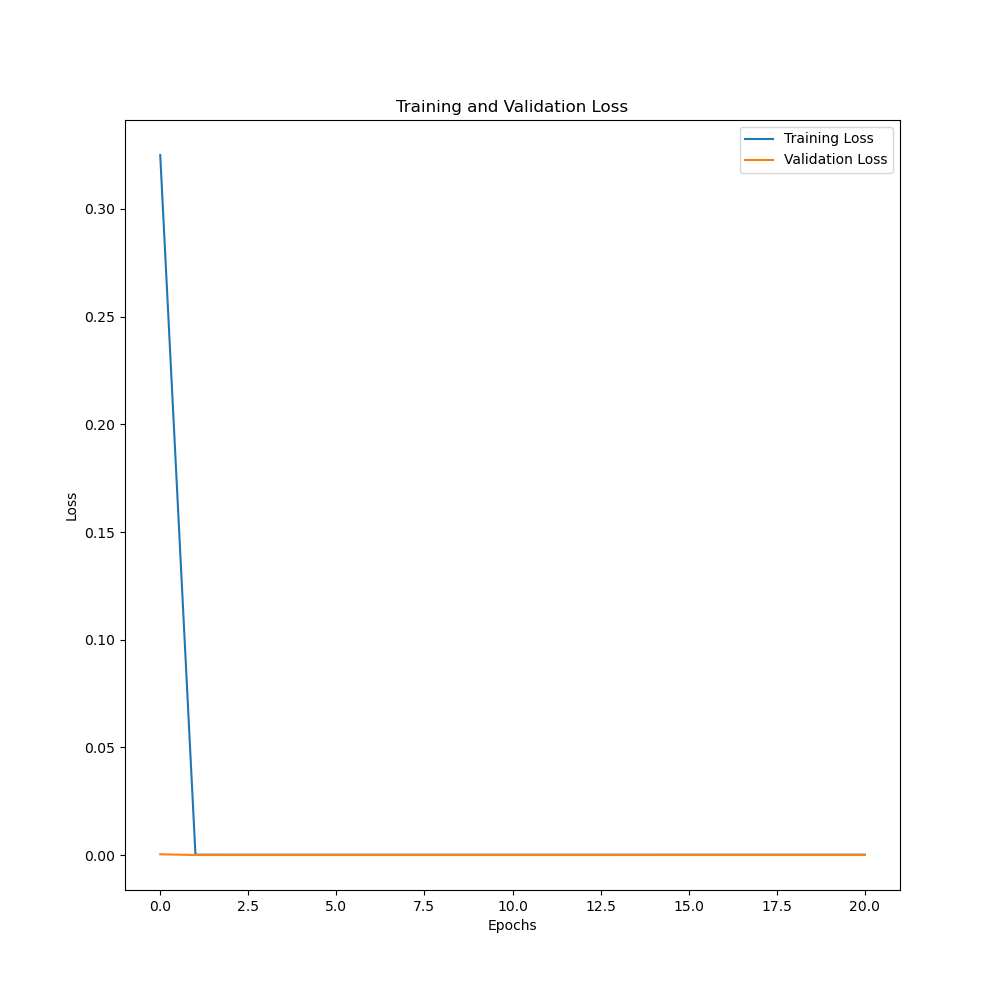 Training and Validation Loss
Training Loss
Validation Loss
0.30
0.25
0.20
0.15
0.10
0.05
0.00
Loss
0.0 2.5 5.0 7.5 10.0 12.5 15.0 17.5 20.0
Epochs